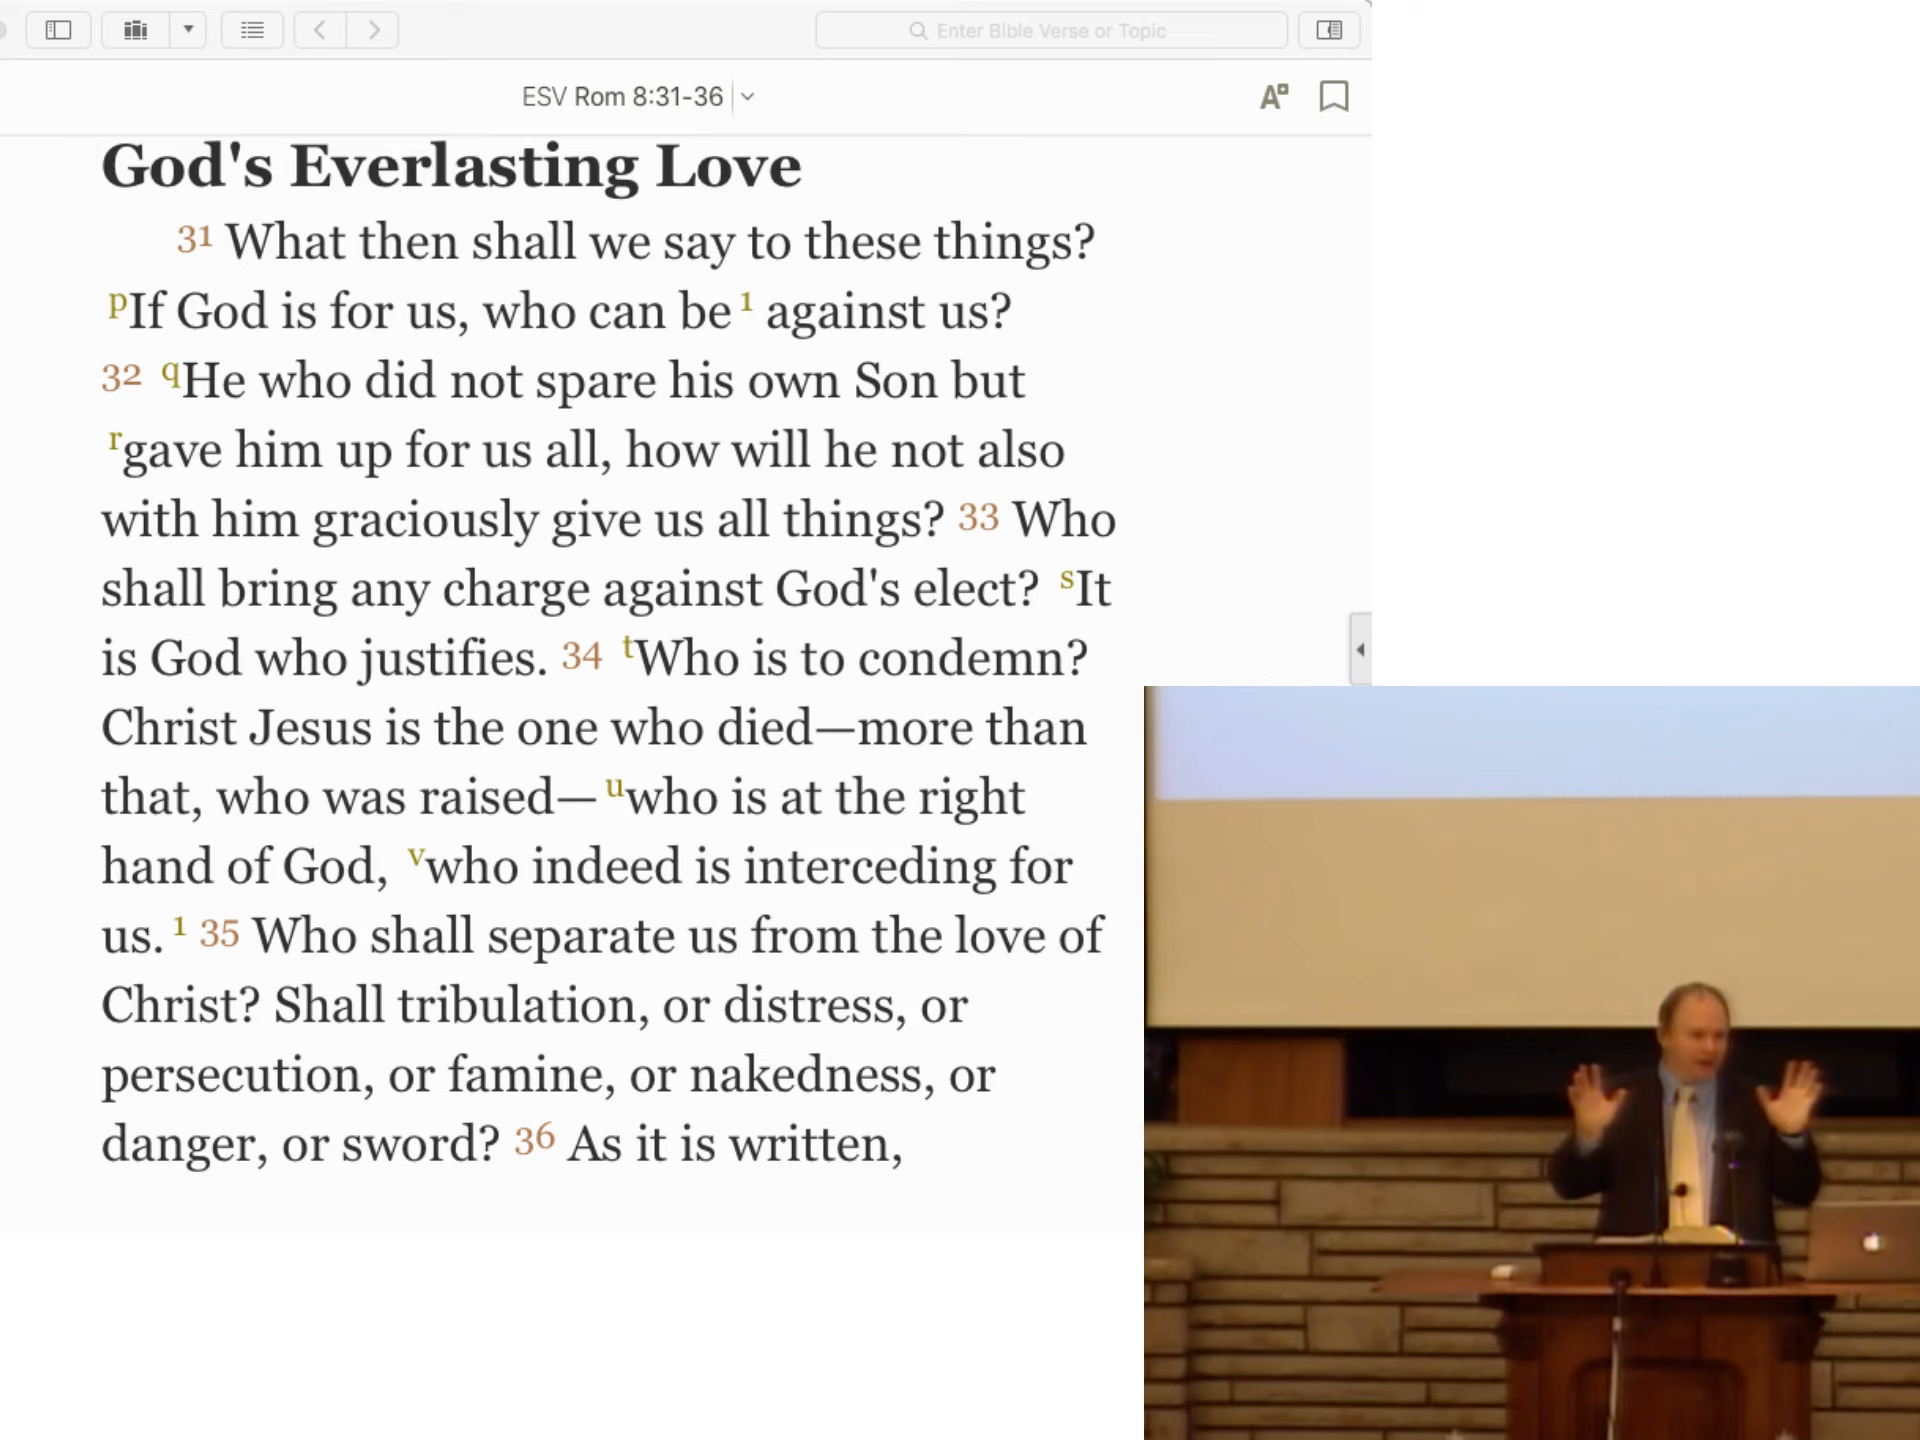 Enter Bible Verse or Topic
ESV Rom 8:31-36
A
God's Everlasting Love
31 What then shall we say to these things?
pIf God is for us, who can be 1 against us?
32 qHe who did not spare his own Son but
rgave him up for us all, how will he not also
with him graciously give us all things? 33 Who
shall bring any charge against God's elect? sIt
is God who justifies. 34 tWho is to condemn?
Christ Jesus is the one who died—more than
that, who was raised— uwho is at the right
hand of God, vwho indeed is interceding for
us. 1 35 Who shall separate us from the love of
Christ? Shall tribulation, or distress, or
persecution, or famine, or nakedness, or
danger, or sword? 36 As it is written,